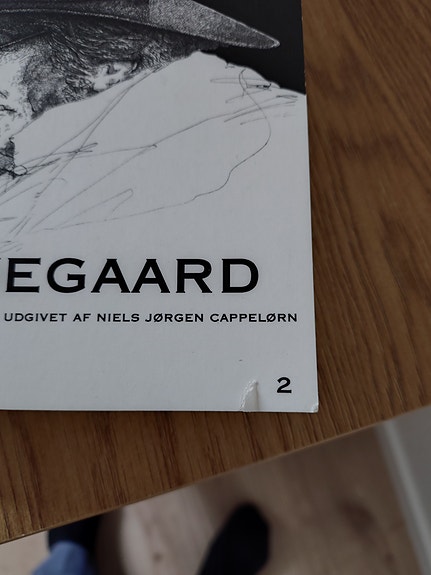 EGAARD
UDGIVET AF NIELS JØRGEN CAPPELØRN
2